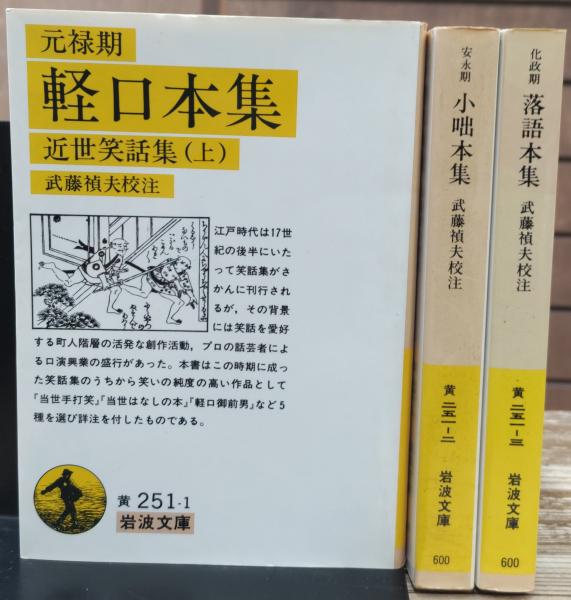 元禄期
軽口本集
近世笑話集(上)
武藤禎夫校注
江戸時代は17世
紀の後半にいた
って笑話集がさ
かんに刊行され
るが,その背景
には笑話を愛好
する町人階層の活発な創作活動,プロの話芸者によ
る口演興業の盛行があった。本書はこの時期に成っ
た笑話集のうちから笑いの純度の高い作品として
『当世手打笑』『当世はなしの本』『軽口御前男』など5
種を選び詳注を付したものである。
黄 251-1
岩波文庫
安永期
小咄本集
武藤禎夫校注
黄 二五一-二
岩波文庫
600
化政期
落語本集
武藤禎夫校注
黄 二五一-三
岩波文庫
600